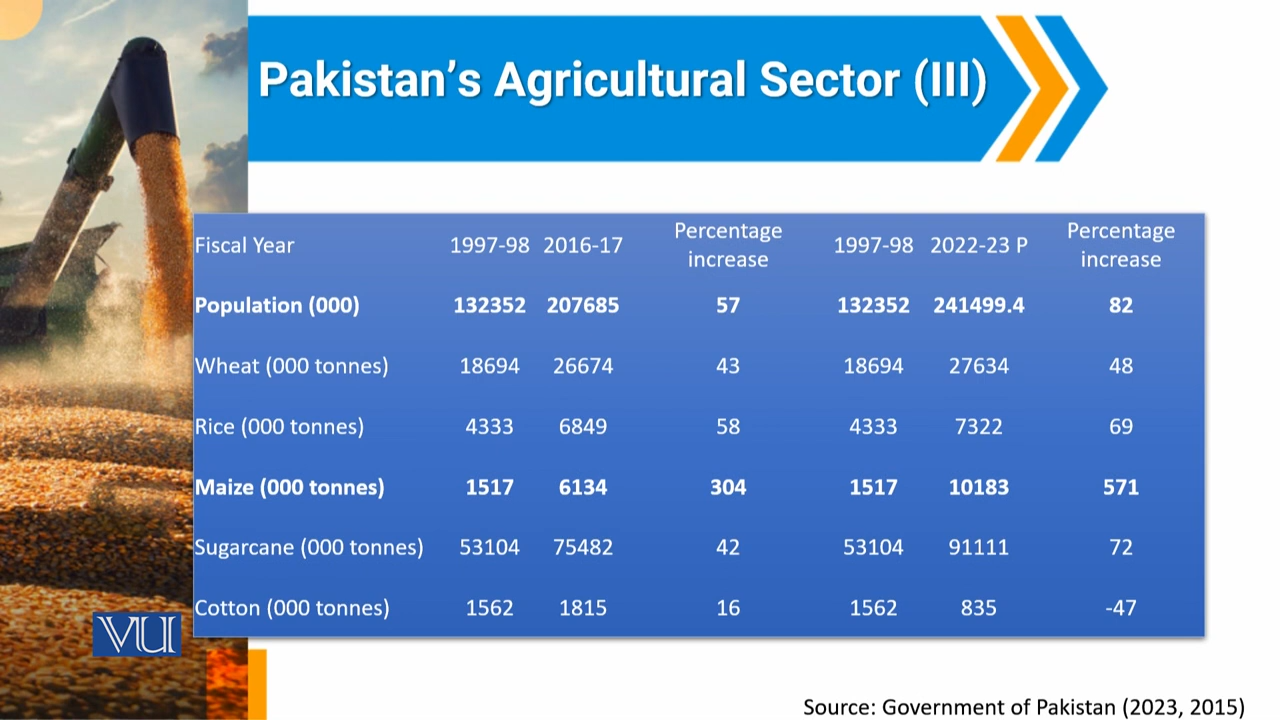 Pakistan's Agricultural Sector (III)
Fiscal Year 1997-98 2016-17 Percentage increase 1997-98 2022-23 P Percentage increase
Population (000) 132352 207685 57 132352 241499.4 82
Wheat (000 tonnes) 18694 26674 43 18694 27634 48
Rice (000 tonnes) 4333 6849 58 4333 7322 69
Maize (000 tonnes) 1517 6134 304 1517 10183 571
Sugarcane (000 tonnes) 53104 75482 42 53104 91111 72
Cotton (000 tonnes) 1562 1815 16 1562 835 -47
VU
Source: Government of Pakistan (2023, 2015)